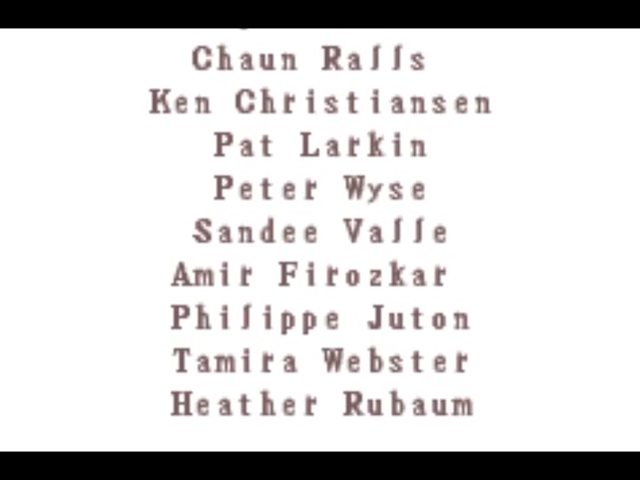 Chaun Ralls
Ken Christiansen
Pat Larkin
Peter Wyse
Sandee Valle
Amir Firozkar
Philippe Juton
Tamira Webster
Heather Rubaum